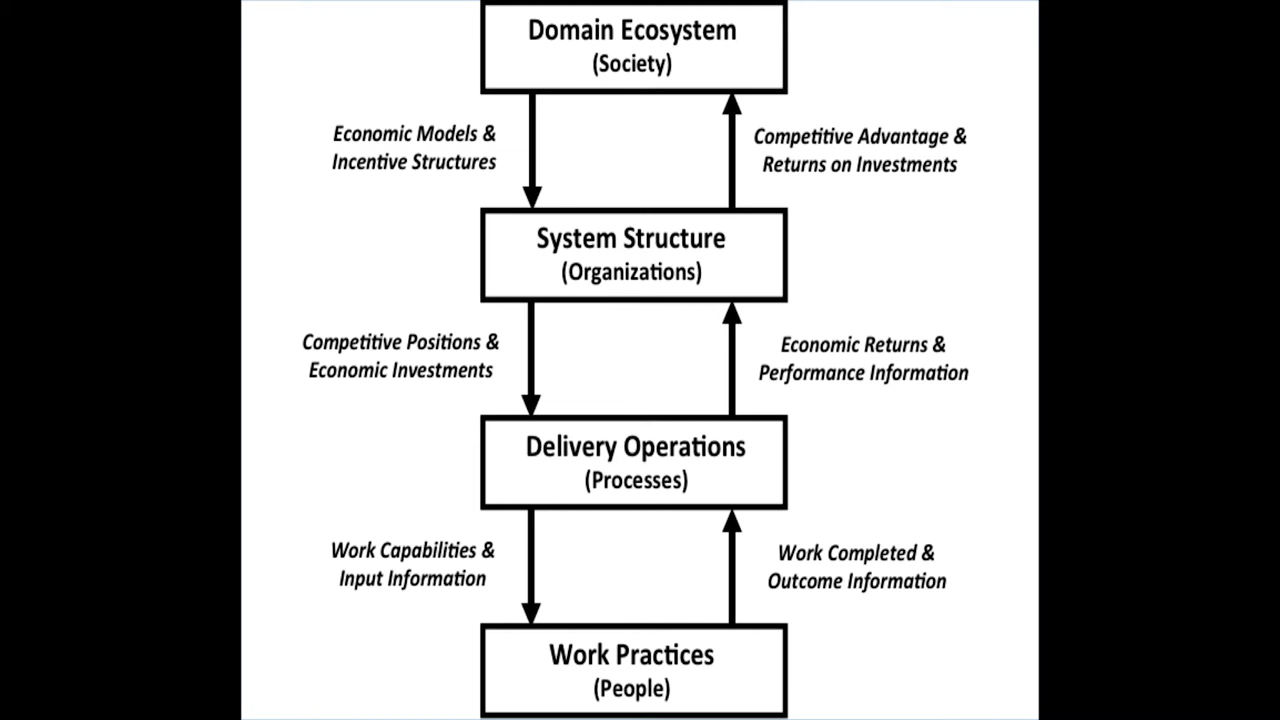 Domain Ecosystem
(Society)
Economic Models &
Incentive Structures
Competitive Advantage &
Returns on Investments
System Structure
(Organizations)
Competitive Positions &
Economic Investments
Economic Returns &
Performance Information
Delivery Operations
(Processes)
Work Capabilities &
Input Information
Work Completed &
Outcome Information
Work Practices
(People)